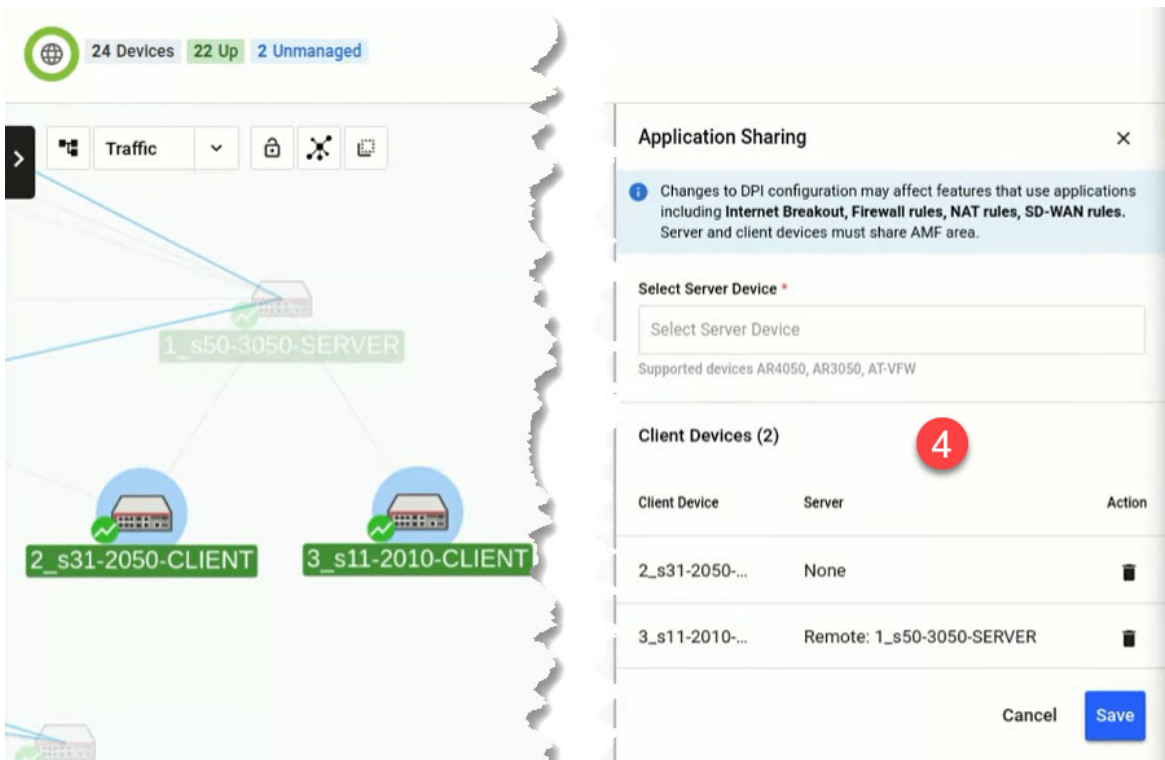 24 Devices 22 Up 2 Unmanaged
Traffic
1_s50-3050-SERVER
2_s31-2050-CLIENT
3_s11-2010-CLIENT
Application Sharing
Changes to DPI configuration may affect features that use applications
including Internet Breakout, Firewall rules, NAT rules, SD-WAN rules.
Server and client devices must share AMF area.
Select Server Device *
Select Server Device
Supported devices AR4050, AR3050, AT-VFW
Client Devices (2)
4
Client Device Server Action
2_s31-2050-... None
3_s11-2010-... Remote: 1_s50-3050-SERVER
Cancel Save